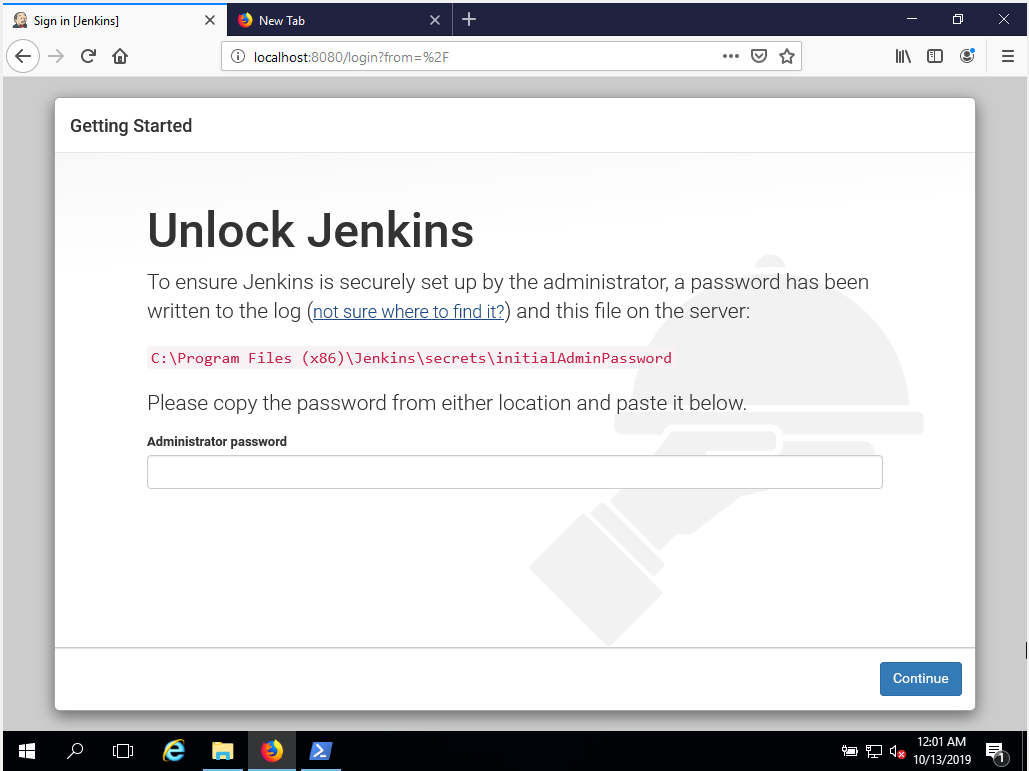 Sign in [Jenkins]
New Tab
localhost:8080/login?from=%2F
Getting Started
Unlock Jenkins
To ensure Jenkins is securely set up by the administrator, a password has been
written to the log (not sure where to find it?) and this file on the server:
C:\Program Files (x86)\Jenkins\secrets\initialAdminPassword
Please copy the password from either location and paste it below.
Administrator password
Continue
12:01 AM
10/13/2019
1